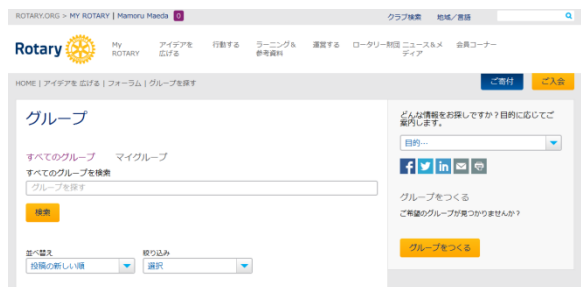 ROTARY.ORG > MY ROTARY | Mamoru Maeda 0
クラブ検索 地域／言語
Rotary
My ROTARY
アイデアを 広げる
行動する
ラーニング& 参考資料
運営する
ロータリー財団
ニュース&メディア
会員コーナー
HOME | アイデアを 広げる | フォーラム | グループを探す
ご寄付
ご入会
グループ
すべてのグループ マイグループ
すべてのグループを検索
グループを探す
検索
並べ替え
投稿の新しい順
絞り込み
選択
どんな情報をお探しですか？目的に応じてご
案内します。
目的…
グループをつくる
ご希望のグループが見つかりませんか？
グループをつくる